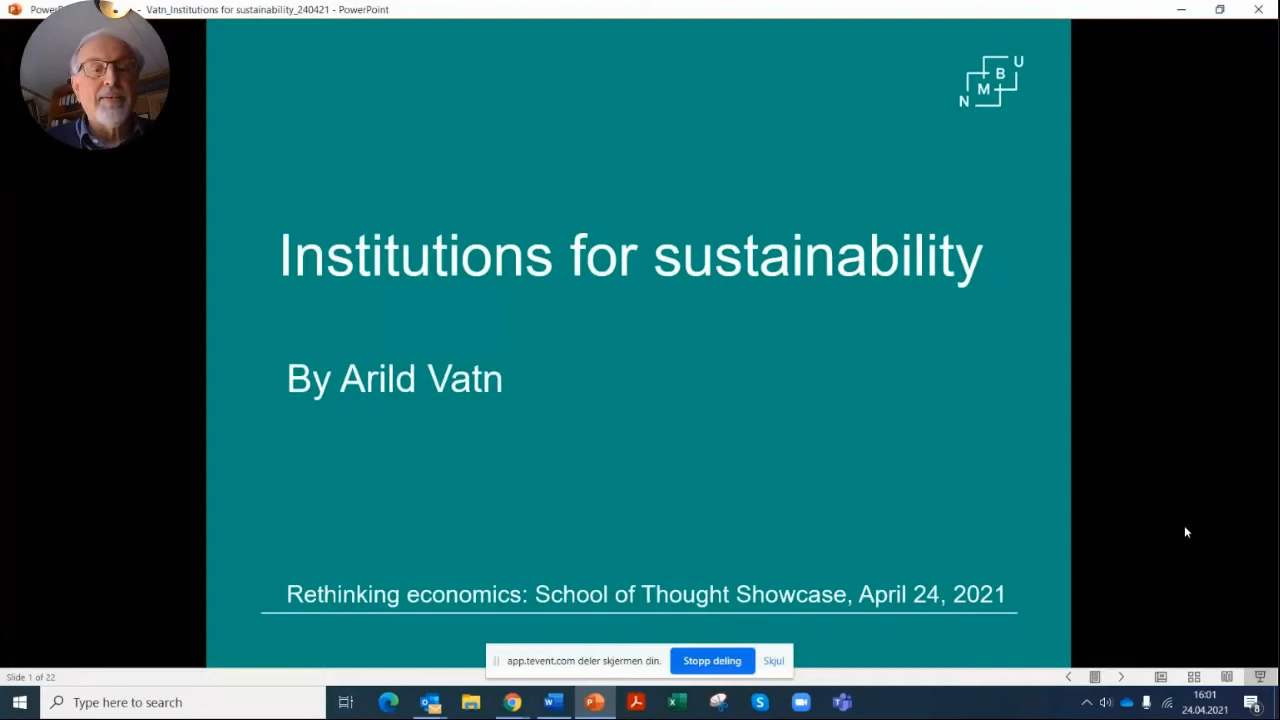 Vatn_Institutions for sustainability_240421 - PowerPoint
N M B U
Institutions for sustainability
By Arild Vatn
Rethinking economics: School of Thought Showcase, April 24, 2021
app.tevent.com deler skjermen din.
Stopp deling
Skjul
Slide 1 of 22
Type here to search
16:01
24.04.2021
8